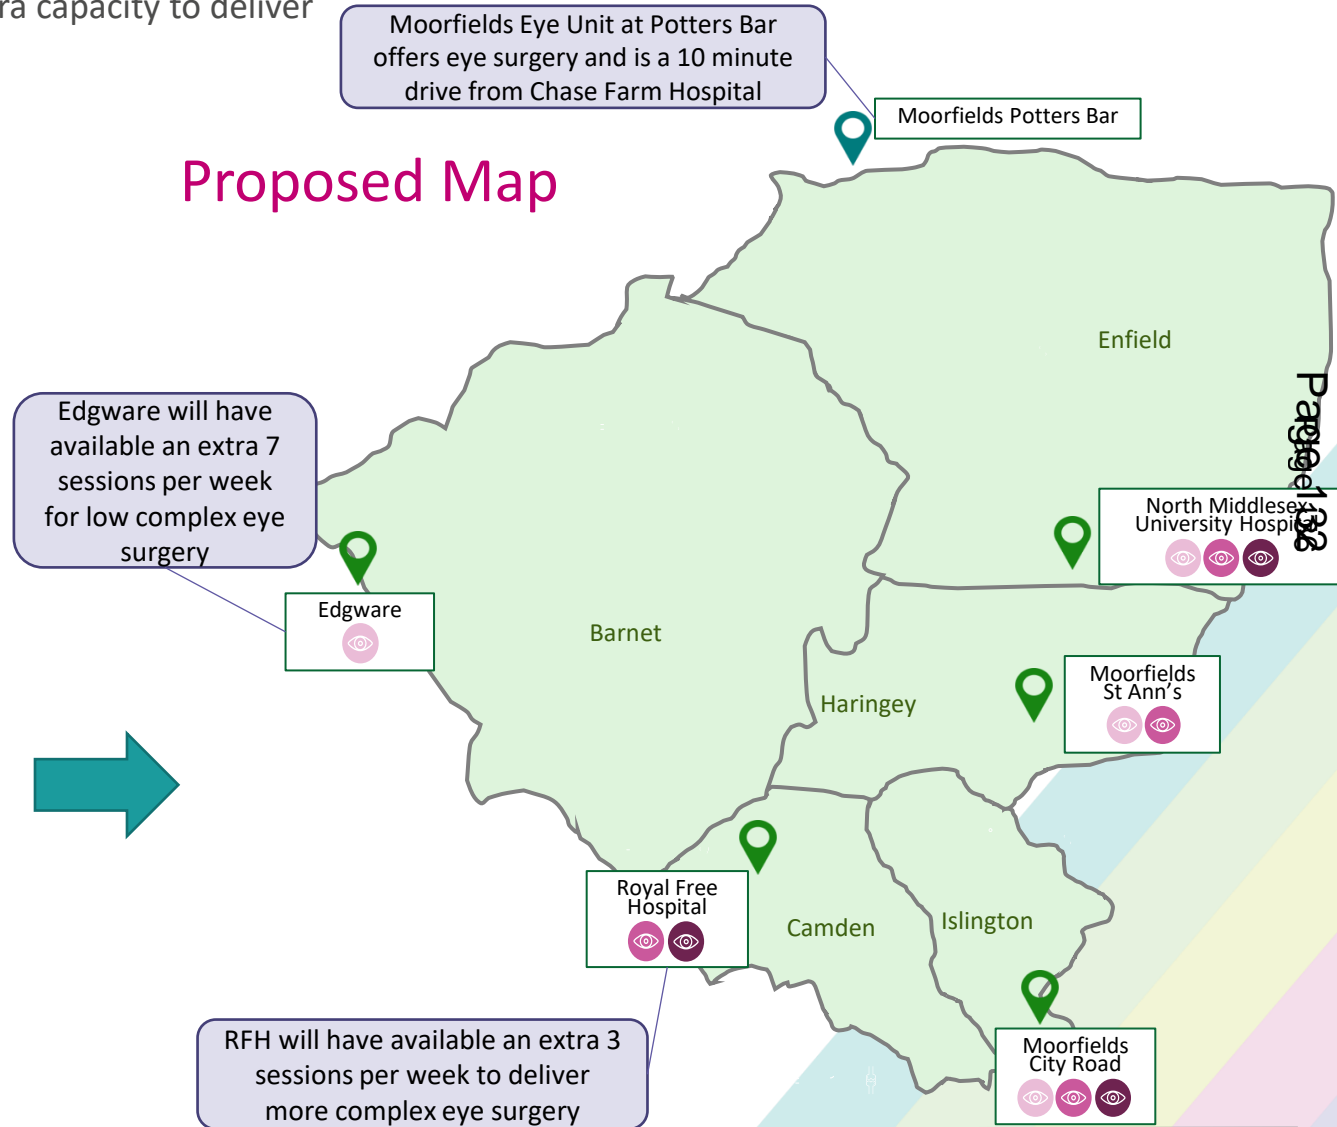 ra capacity to deliver
Moorfields Eye Unit at Potters Bar
offers eye surgery and is a 10 minute
drive from Chase Farm Hospital
Moorfields Potters Bar
Proposed Map
Enfield
Edgware will have
available an extra 7
sessions per week
for low complex eye
surgery
North Middlesex
University
Edgware
Barnet
Moorfields
St Ann's
Haringey
Royal Free
Hospital
Camden
Islington
RFH will have available an extra 3
sessions per week to deliver
more complex eye surgery
Moorfields
City Road